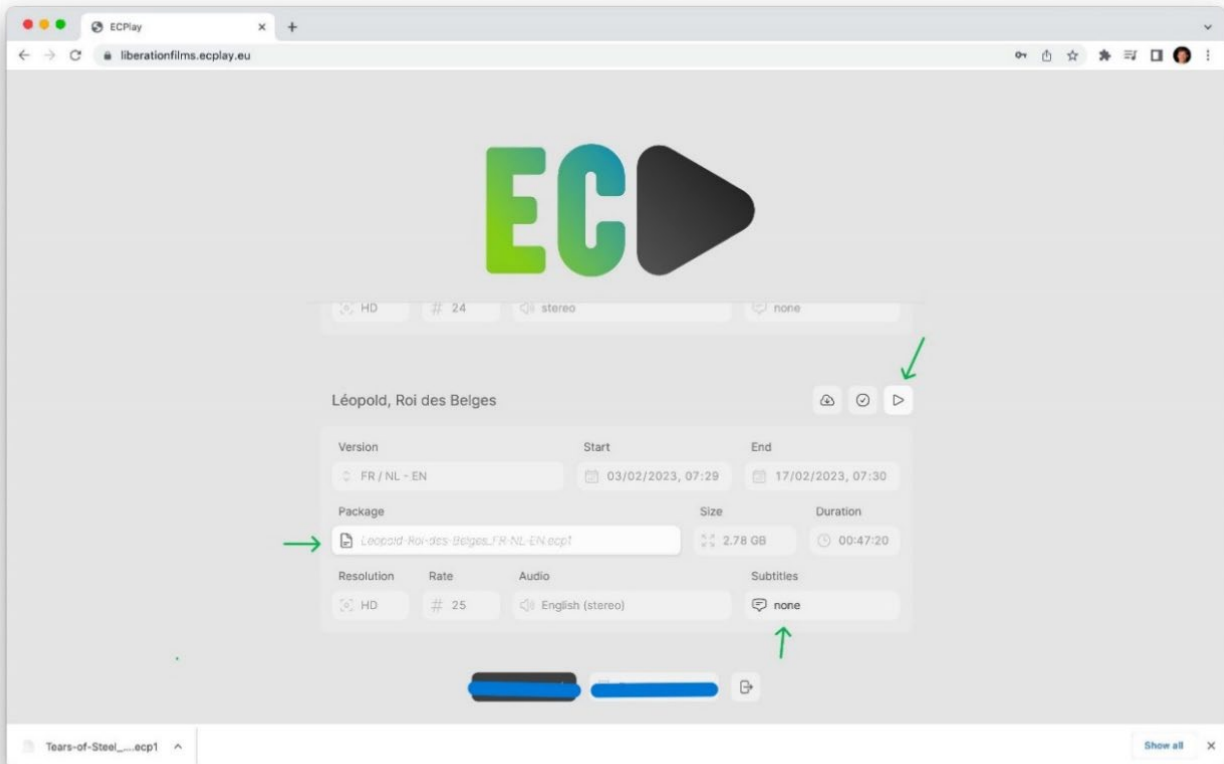 ECPlay
liberationfilms.ecplay.eu
EC
HD # 24 stereo none
Léopold, Roi des Belges
Version Start End
FR / NL - EN 03/02/2023, 07:29 17/02/2023, 07:30
Package Size Duration
Leopold-Roi-des-Belges_FR-NL-EN.ecp1 2.78 GB 00:47:20
Resolution Rate Audio Subtitles
HD # 25 English (stereo) none
Tears-of-Steel_....ecp1 Show all